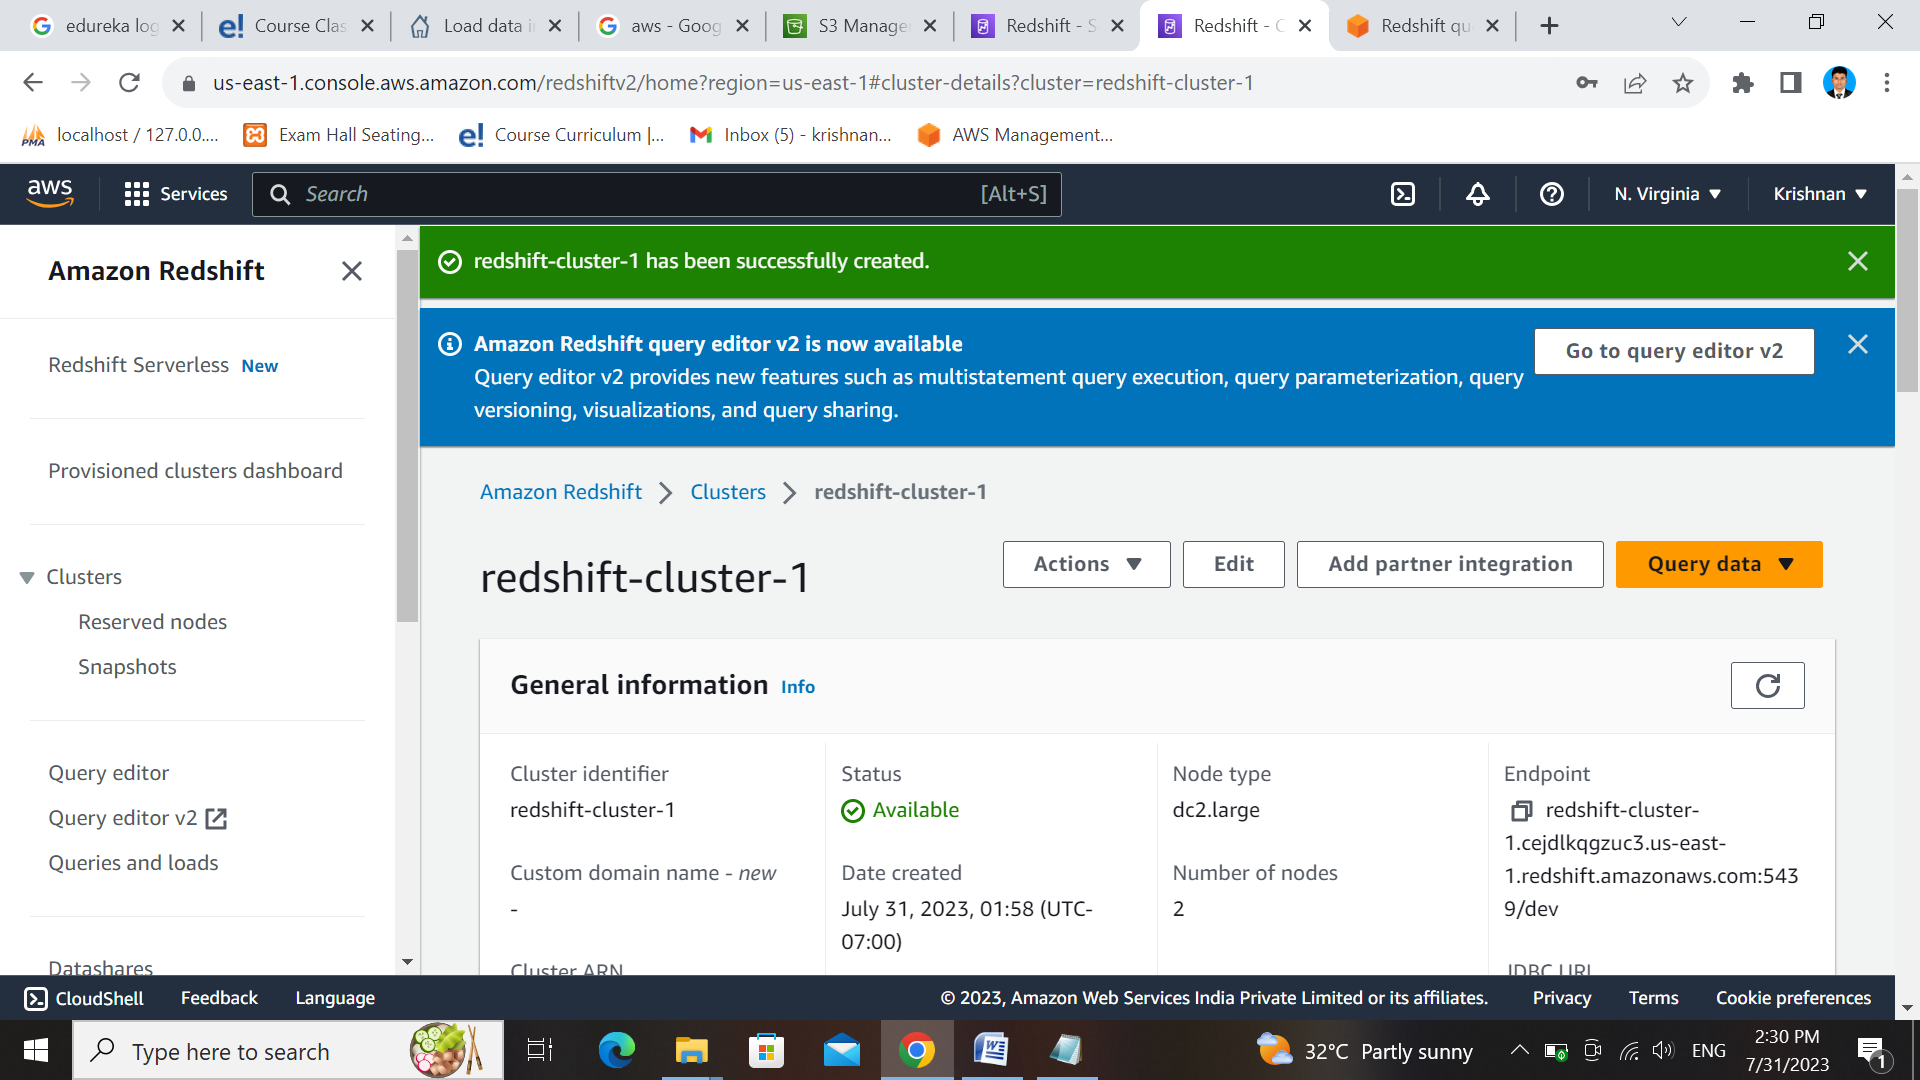 edureka log
Course Clas
Load data i
aws - Goog
S3 Manage
Redshift - S
Redshift - C
Redshift qu
us-east-1.console.aws.amazon.com/redshiftv2/home?region=us-east-1#cluster-details?cluster=redshift-cluster-1
PMA
localhost / 127.0.0....
Exam Hall Seating...
e!
Course Curriculum |...
Inbox (5) - krishnan...
AWS Management...
aws
Services
Search
[Alt+S]
N. Virginia
Krishnan
Amazon Redshift
Redshift Serverless New
Provisioned clusters dashboard
Clusters
Reserved nodes
Snapshots
Query editor
Query editor v2
Queries and loads
Datashares
redshift-cluster-1 has been successfully created.
Amazon Redshift query editor v2 is now available
Query editor v2 provides new features such as multistatement query execution, query parameterization, query
versioning, visualizations, and query sharing.
Go to query editor v2
Amazon Redshift > Clusters > redshift-cluster-1
redshift-cluster-1
Actions
Edit
Add partner integration
Query data
General information Info
Cluster identifier
redshift-cluster-1
Custom domain name - new
-
Cluster ARN
Status
Available
Date created
July 31, 2023, 01:58 (UTC-
07:00)
Node type
dc2.large
Number of nodes
2
Endpoint
redshift-cluster-
1.cejdlkqgzuc3.us-east-
1.redshift.amazonaws.com:543
9/dev
JDBC URL
CloudShell
Feedback
Language
© 2023, Amazon Web Services India Private Limited or its affiliates.
Privacy
Terms
Cookie preferences
Type here to search
32°C Partly sunny
ENG
2:30 PM
7/31/2023
1